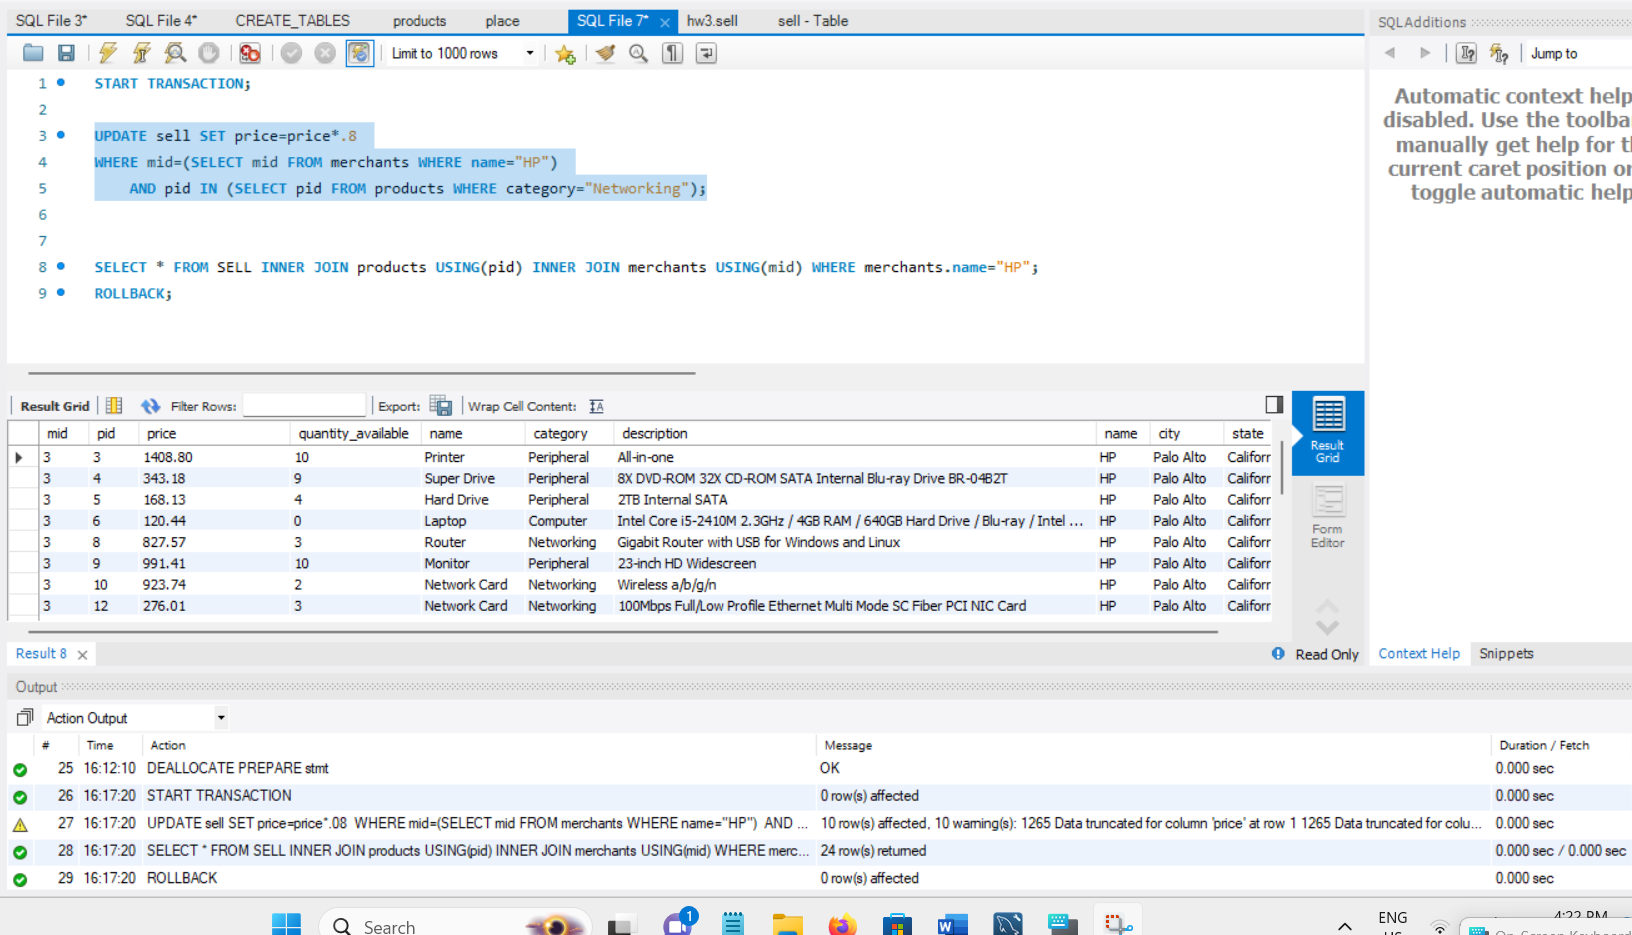 SQL File 3*
SQL File 4*
CREATE_TABLES
products
place
SQL File 7*
hw3.sell
sell - Table
SQLAdditions
Limit to 1000 rows
Jump to
1 START TRANSACTION;
2
3 UPDATE sell SET price=price*.8
4 WHERE mid=(SELECT mid FROM merchants WHERE name="HP")
5 AND pid IN (SELECT pid FROM products WHERE category="Networking");
6
7
8 SELECT * FROM SELL INNER JOIN products USING(pid) INNER JOIN merchants USING(mid) WHERE merchants.name="HP";
9 ROLLBACK;
Automatic context help
disabled. Use the toolba
manually get help for t
current caret position or
toggle automatic help
Result Grid
Filter Rows:
Export:
Wrap Cell Content:
mid pid price quantity_available name category description name city state
3 3 1408.80 10 Printer Peripheral All-in-one HP Palo Alto Califorr
3 4 343.18 9 Super Drive Peripheral 8X DVD-ROM 32X CD-ROM SATA Internal Blu-ray Drive BR-04B2T HP Palo Alto Califorr
3 5 168.13 4 Hard Drive Peripheral 2TB Internal SATA HP Palo Alto Califorr
3 6 120.44 0 Laptop Computer Intel Core i5-2410M 2.3GHz / 4GB RAM / 640GB Hard Drive / Blu-ray / Intel ... HP Palo Alto Califorr
3 8 827.57 3 Router Networking Gigabit Router with USB for Windows and Linux HP Palo Alto Califorr
3 9 991.41 10 Monitor Peripheral 23-inch HD Widescreen HP Palo Alto Califorr
3 10 923.74 2 Network Card Networking Wireless a/b/g/n HP Palo Alto Califorr
3 12 276.01 3 Network Card Networking 100Mbps Full/Low Profile Ethernet Multi Mode SC Fiber PCI NIC Card HP Palo Alto Califorr
Result
Grid
Form
Editor
Result 8
Read Only
Context Help
Snippets
Output
Action Output
# Time Action Message Duration / Fetch
25 16:12:10 DEALLOCATE PREPARE stmt OK 0.000 sec
26 16:17:20 START TRANSACTION 0 row(s) affected 0.000 sec
27 16:17:20 UPDATE sell SET price=price*.08 WHERE mid=(SELECT mid FROM merchants WHERE name="HP") AND ... 10 row(s) affected, 10 warning(s): 1265 Data truncated for column 'price' at row 1 1265 Data truncated for colu... 0.000 sec
28 16:17:20 SELECT * FROM SELL INNER JOIN products USING(pid) INNER JOIN merchants USING(mid) WHERE merc... 24 row(s) returned 0.000 sec / 0.000 sec
29 16:17:20 ROLLBACK 0 row(s) affected 0.000 sec
Search
1
ENG
4:22 PM